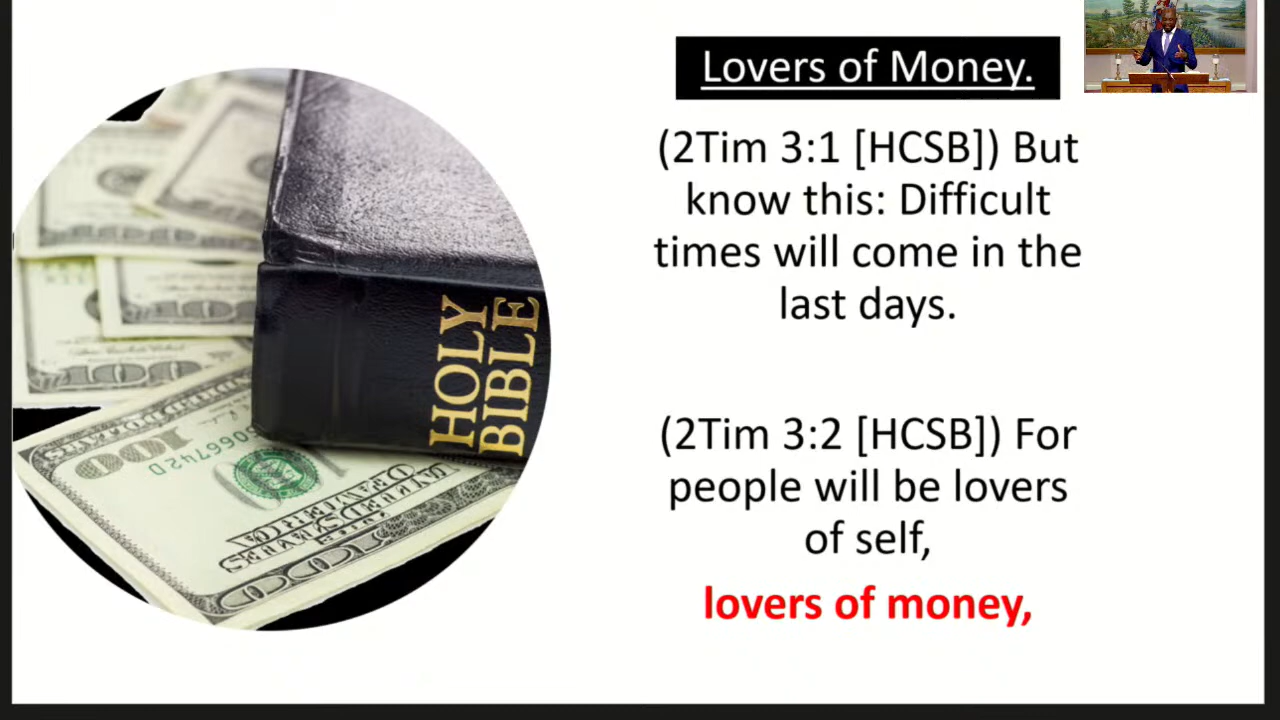 Lovers of Money.
(2Tim 3:1 [HCSB]) But
know this: Difficult
times will come in the
last days.
(2Tim 3:2 [HCSB]) For
people will be lovers
of self,
lovers of money,
HOLY
BIBLE
100